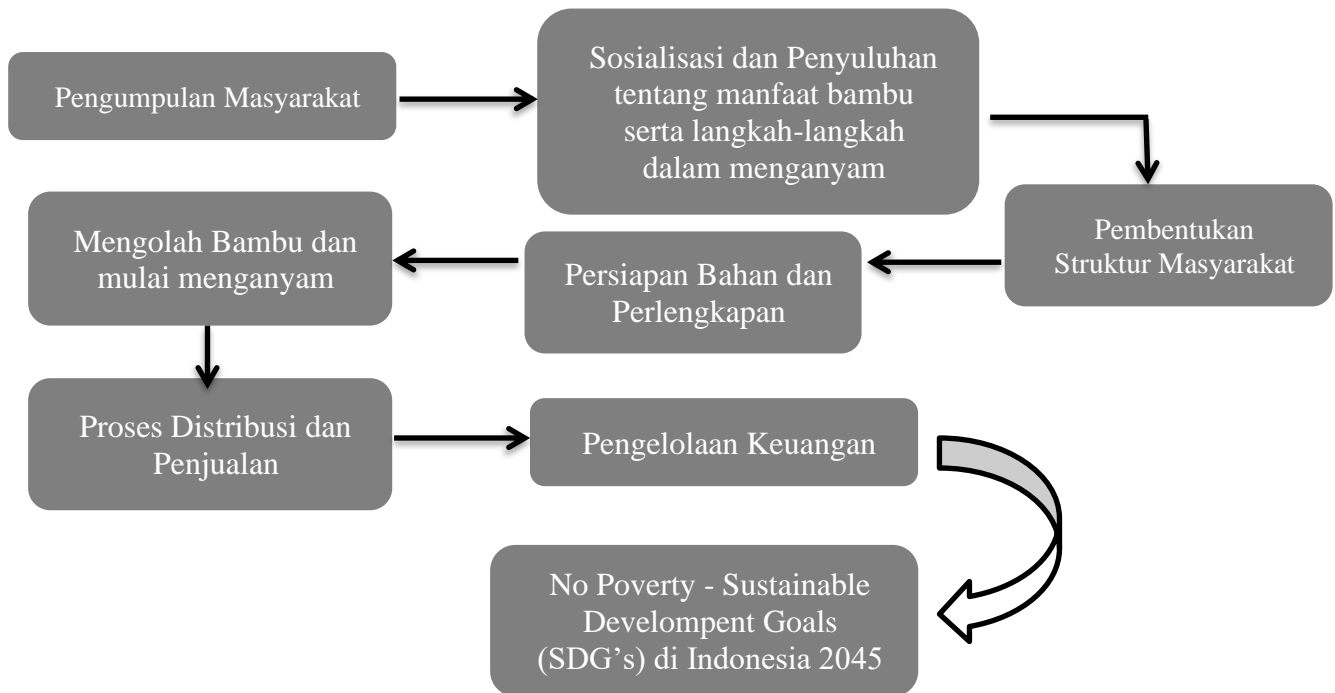 Pengumpulan Masyarakat
Sosialisasi dan Penyuluhan
tentang manfaat bambu
serta langkah-langkah
dalam menganyam
Pembentukan
Struktur Masyarakat
Persiapan Bahan dan
Perlengkapan
Mengolah Bambu dan
mulai menganyam
Proses Distribusi dan
Penjualan
Pengelolaan Keuangan
No Poverty - Sustainable
Develompent Goals
(SDG’s) di Indonesia 2045